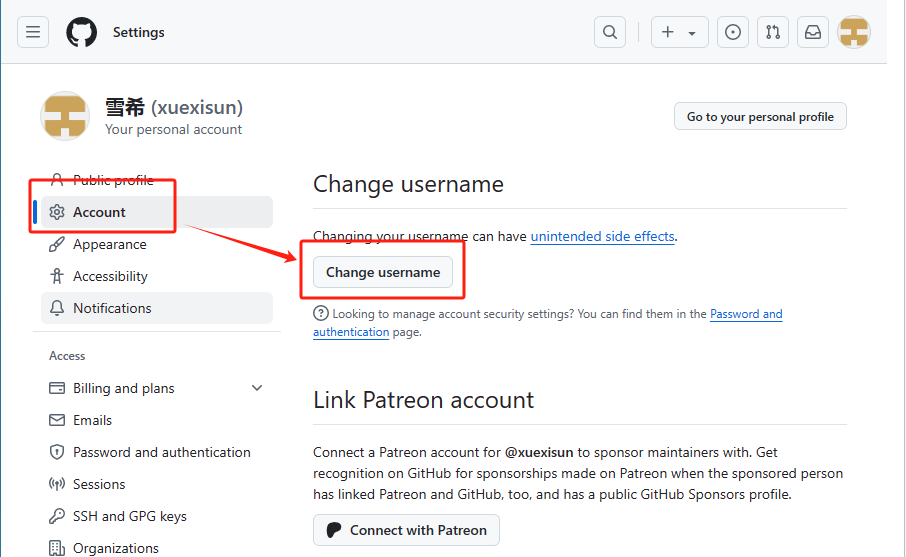 Settings
雪希 (xuexisun)
Your personal account
Go to your personal profile
Public profile
Account
Appearance
Accessibility
Notifications
Access
Billing and plans
Emails
Password and authentication
Sessions
SSH and GPG keys
Organizations
Change username
Changing your username can have unintended side effects.
Change username
Looking to manage account security settings? You can find them in the Password and
authentication page.
Link Patreon account
Connect a Patreon account for @xuexisun to sponsor maintainers with. Get
recognition on GitHub for sponsorships made on Patreon when the sponsored person
has linked Patreon and GitHub, too, and has a public GitHub Sponsors profile.
Connect with Patreon